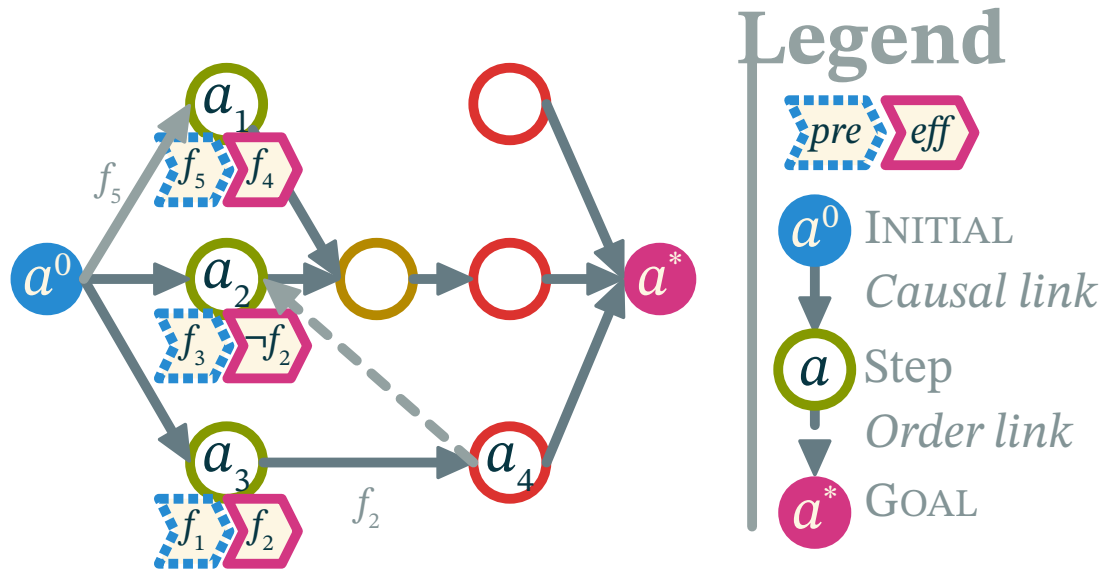 Legend
a₁
pre eff
f₅ f₄
f₅
a⁰ INITIAL
a⁰ a₂ a*
Causal link
f₃ ¬f₂
a Step
Order link
a₃ a₄
f₂
a* GOAL
f₁ f₂